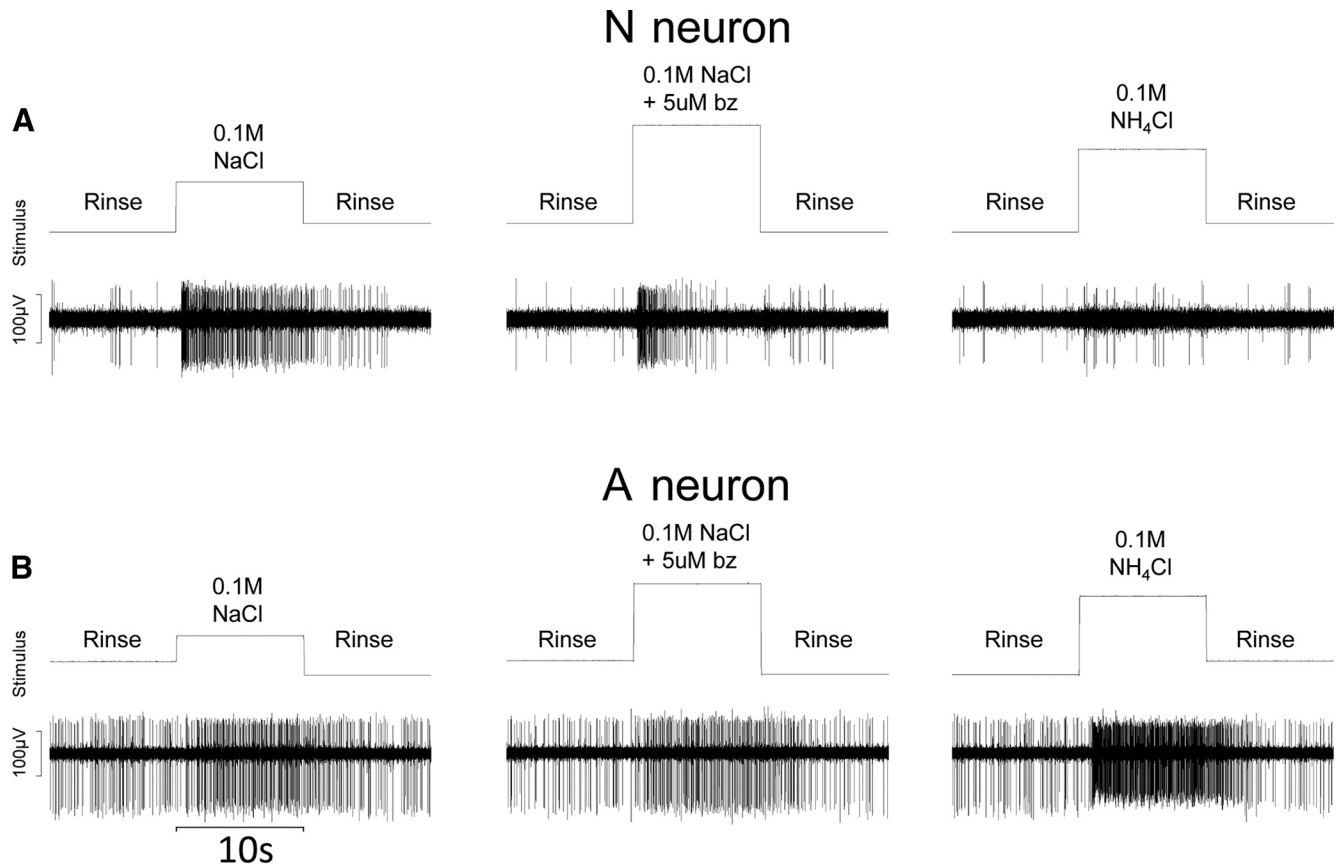 N neuron
A
0.1M
NaCl
0.1M NaCl
+ 5uM bz
0.1M
NH₄Cl
Stimulus
Rinse
Rinse
Rinse
Rinse
Rinse
Rinse
100µV
A neuron
B
0.1M
NaCl
0.1M NaCl
+ 5uM bz
0.1M
NH₄Cl
Stimulus
Rinse
Rinse
Rinse
Rinse
Rinse
Rinse
100µV
10s